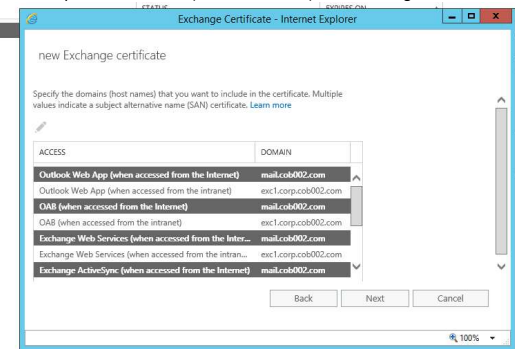 STATUS EXPIRES ON
Exchange Certificate - Internet Explorer
new Exchange certificate
Specify the domains (host names) that you want to include in the certificate. Multiple
values indicate a subject alternative name (SAN) certificate. Learn more
ACCESS DOMAIN
Outlook Web App (when accessed from the Internet) mail.cob002.com
Outlook Web App (when accessed from the intranet) exc1.corp.cob002.com
OAB (when accessed from the Internet) mail.cob002.com
OAB (when accessed from the intranet) exc1.corp.cob002.com
Exchange Web Services (when accessed from the Inter... mail.cob002.com
Exchange Web Services (when accessed from the intran... exc1.corp.cob002.com
Exchange ActiveSync (when accessed from the Internet) mail.cob002.com
Back Next Cancel
100%